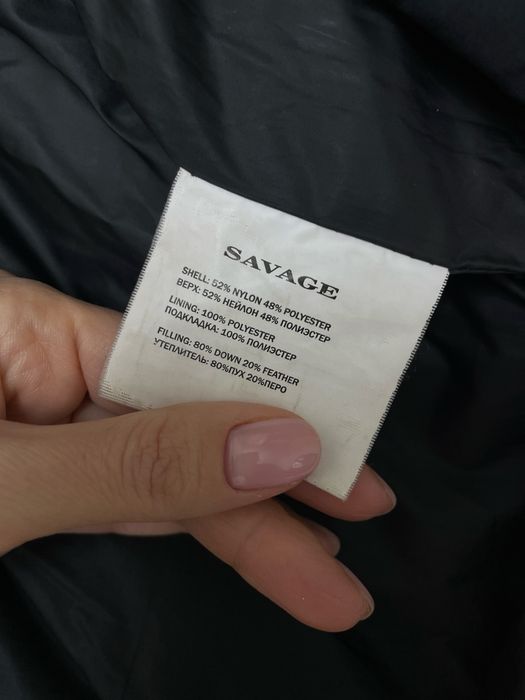 SAVAGE
SHELL: 52% NYLON 48% POLYESTER
ВЕРХ: 52% НЕЙЛОН 48% ПОЛИЭСТЕР
LINING: 100% POLYESTER
ПОДКЛАДКА: 100% ПОЛИЭСТЕР
FILLING: 80% DOWN 20% FEATHER
УТЕПЛИТЕЛЬ: 80%ПУХ 20%ПЕРО